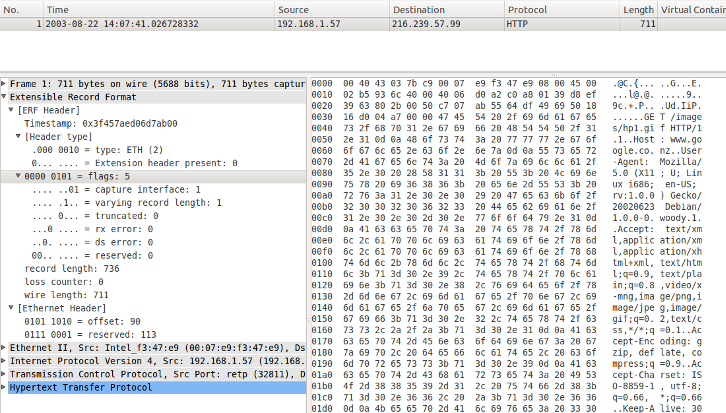 No. Time Source Destination Protocol Length Virtual Contain
1 2003-08-22 14:07:41.026728332 192.168.1.57 216.239.57.99 HTTP 711
Frame 1: 711 bytes on wire (5688 bits), 711 bytes captur
Extensible Record Format
[ERF Header]
Timestamp: 0x3f457aed06d7ab00
[Header type]
.000 0010 = type: ETH (2)
0... .... = Extension header present: 0
0000 0101 = flags: 5
.... ..01 = capture interface: 1
.... .1.. = varying record length: 1
.... 0... = truncated: 0
...0 .... = rx error: 0
..0. .... = ds error: 0
00.. .... = reserved: 0
record length: 736
loss counter: 0
wire length: 711
[Ethernet Header]
0101 1010 = offset: 90
0111 0001 = reserved: 113
Ethernet II, Src: Intel_f3:47:e9 (00:07:e9:f3:47:e9), Ds
Internet Protocol Version 4, Src: 192.168.1.57 (192.168.
Transmission Control Protocol, Src Port: retp (32811), D
Hypertext Transfer Protocol
0000 00 40 43 03 7b c9 00 07 e9 f3 47 e9 08 00 45 00 .@C.{... ..G...E.
0010 02 b5 93 6c 40 00 40 06 d0 a2 c0 a8 01 39 d8 ef ...l@.@. .....9..
0020 39 63 80 2b 00 50 c7 07 ab 55 64 df 49 69 50 18 9c.+.P.. .Ud.IiP.
0030 16 d0 04 a7 00 00 47 45 54 20 2f 69 6d 61 67 65 ......GE T /image
0040 73 2f 68 70 31 2e 67 69 66 20 48 54 54 50 2f 31 s/hp1.gi f HTTP/1
0050 2e 31 0d 0a 48 6f 73 74 3a 20 77 77 77 2e 67 6f .1..Host : www.go
0060 6f 67 6c 65 2e 63 6f 2e 6e 7a 0d 0a 55 73 65 72 ogle.co. nz..User
0070 2d 41 67 65 6e 74 3a 20 4d 6f 7a 69 6c 6c 61 2f -Agent: Mozilla/
0080 35 2e 30 20 28 58 31 31 3b 20 55 3b 20 4c 69 6e 5.0 (X11 ; U; Lin
0090 75 78 20 69 36 38 36 3b 20 65 6e 2d 55 53 3b 20 ux i686; en-US;
00a0 72 76 3a 31 2e 30 2e 30 29 20 47 65 63 6b 6f 2f rv:1.0.0 ) Gecko/
00b0 32 30 30 32 30 36 32 33 20 44 65 62 69 61 6e 2f 20020623 Debian/
00c0 31 2e 30 2e 30 2d 30 2e 77 6f 6f 64 79 2e 31 0d 1.0.0-0. woody.1.
00d0 0a 41 63 63 65 70 74 3a 20 74 65 78 74 2f 78 6d .Accept: text/xm
00e0 6c 2c 61 70 70 6c 69 63 61 74 69 6f 6e 2f 78 6d l,applic ation/xm
00f0 6c 2c 61 70 70 6c 69 63 61 74 69 6f 6e 2f 78 68 l,applic ation/xh
0100 74 6d 6c 2b 78 6d 6c 2c 74 65 78 74 2f 68 74 6d tml+xml, text/htm
0110 6c 3b 71 3d 30 2e 39 2c 74 65 78 74 2f 70 6c 61 l;q=0.9, text/pla
0120 69 6e 3b 71 3d 30 2e 38 2c 76 69 64 65 6f 2f 78 in;q=0.8 ,video/x
0130 2d 6d 6e 67 2c 69 6d 61 67 65 2f 70 6e 67 2c 69 -mng,ima ge/png,i
0140 6d 61 67 65 2f 6a 70 65 67 2c 69 6d 61 67 65 2f mage/jpe g,image/
0150 67 69 66 3b 71 3d 30 2e 32 2c 74 65 78 74 2f 63 gif;q=0. 2,text/c
0160 73 73 2c 2a 2f 2a 3b 71 3d 30 2e 31 0d 0a 41 63 ss,*/*;q =0.1..Ac
0170 63 65 70 74 2d 45 6e 63 6f 64 69 6e 67 3a 20 67 cept-Enc oding: g
0180 7a 69 70 2c 20 64 65 66 6c 61 74 65 2c 20 63 6f zip, def late, co
0190 6d 70 72 65 73 73 3b 71 3d 30 2e 39 0d 0a 41 63 mpress;q =0.9..Ac
01a0 63 65 70 74 2d 43 68 61 72 73 65 74 3a 20 49 53 cept-Cha rset: IS
01b0 4f 2d 38 38 35 39 2d 31 2c 20 75 74 66 2d 38 3b O-8859-1 , utf-8;
01c0 71 3d 30 2e 36 36 2c 20 2a 3b 71 3d 30 2e 36 36 q=0.66, *;q=0.66
01d0 0d 0a 4b 65 65 70 2d 41 6c 69 76 65 3a 20 33 30 ..Keep-A live: 30